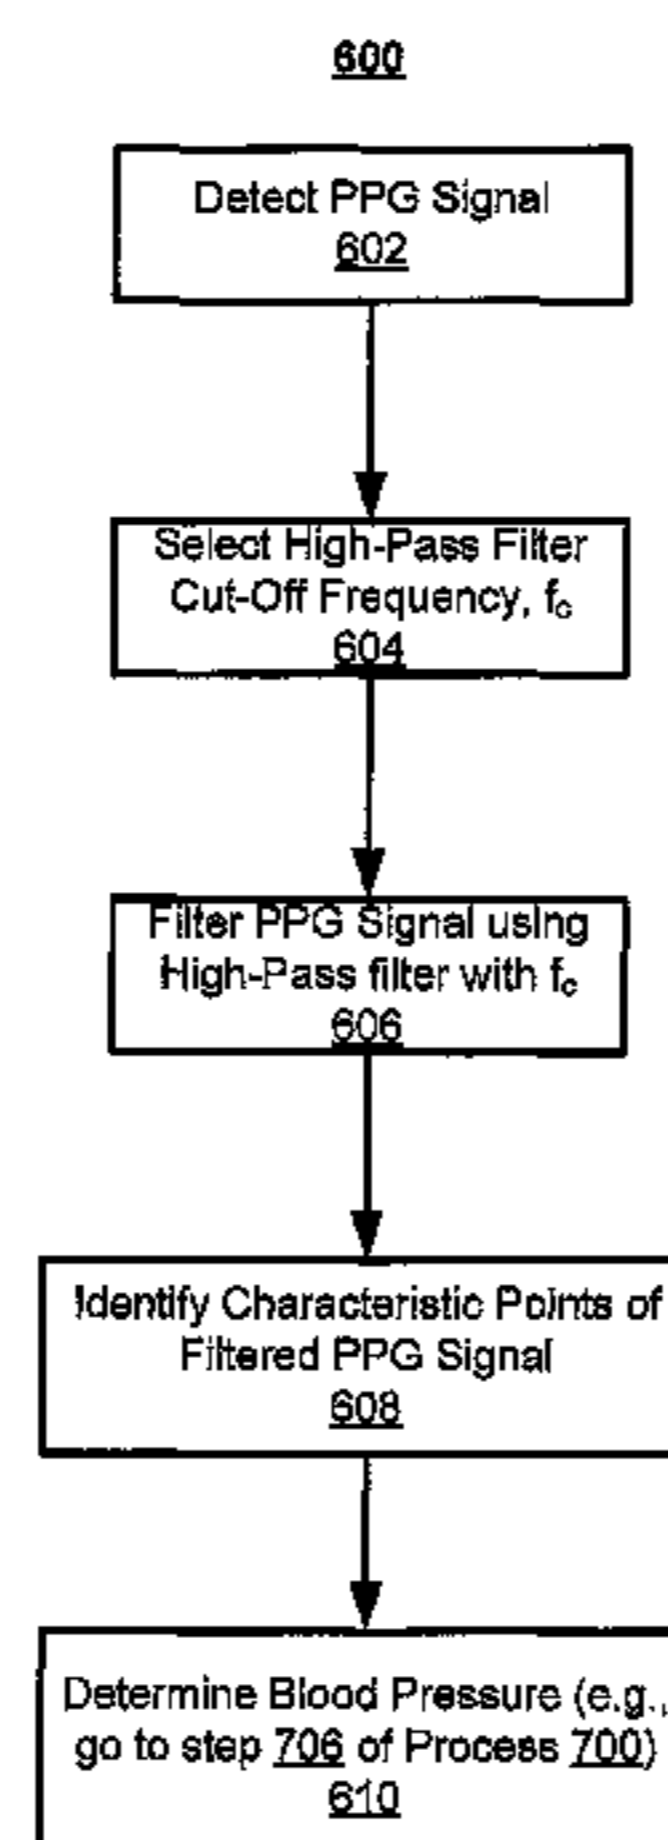 600
Detect PPG Signal
602
Select High-Pass Filter
Cut-Off Frequency, fc
604
Filter PPG Signal using
High-Pass filter with fc
606
Identify Characteristic Points of
Filtered PPG Signal
608
Determine Blood Pressure (e.g.,
go to step 706 of Process 700)
610